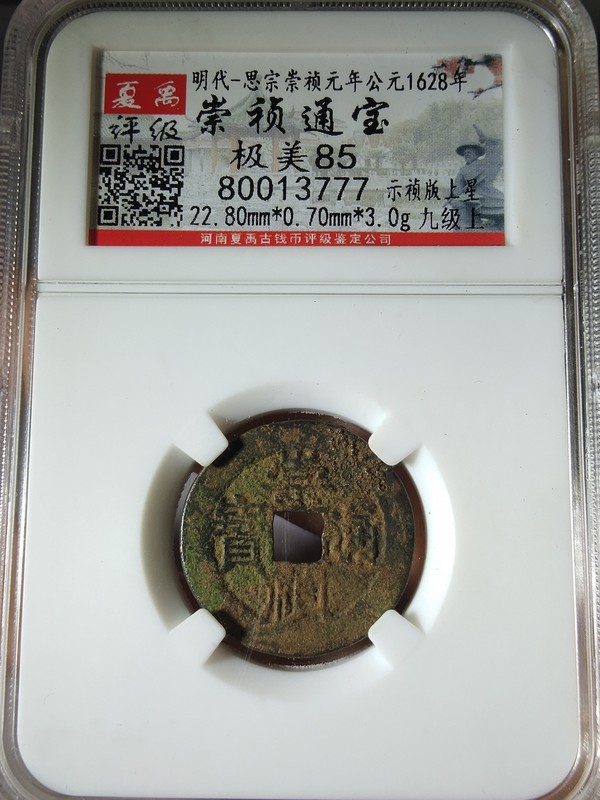 夏禹
评级
明代-思宗崇祯元年公元1628年
崇祯通宝
极美85
80013777 示祯版上星
22.80mm*0.70mm*3.0g 九级上
河南夏禹古钱币评级鉴定公司
崇
寶 通
禎